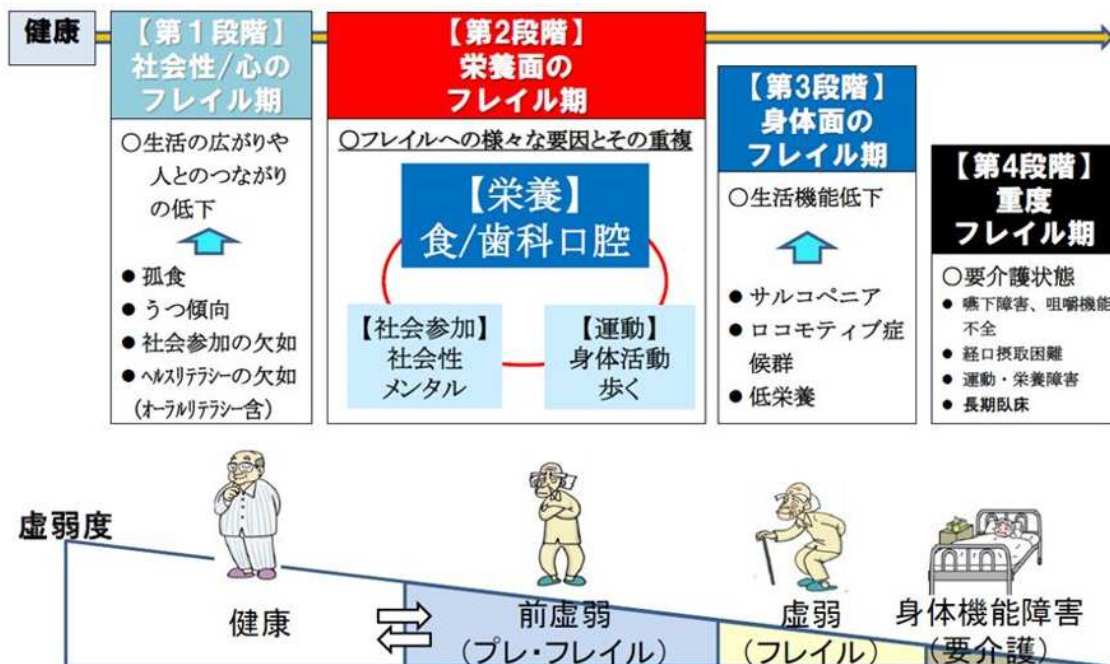 健康
【第1段階】
社会性/心の
フレイル期
〇生活の広がりや
人とのつながり
の低下
● 孤食
● うつ傾向
● 社会参加の欠如
● ヘルスリテラシーの欠如
(オーラルリテラシー含)
【第2段階】
栄養面の
フレイル期
〇フレイルへの様々な要因とその重複
【栄養】
食/歯科口腔
【社会参加】
社会性
メンタル
【運動】
身体活動
歩く
【第3段階】
身体面の
フレイル期
〇生活機能低下
● サルコペニア
● ロコモティブ症
候群
● 低栄養
【第4段階】
重度
フレイル期
〇要介護状態
● 嚥下障害、咀嚼機能
不全
● 経口摂取困難
● 運動・栄養障害
● 長期臥床
虚弱度
健康
前虚弱
(プレ・フレイル)
虚弱
(フレイル)
身体機能障害
(要介護)